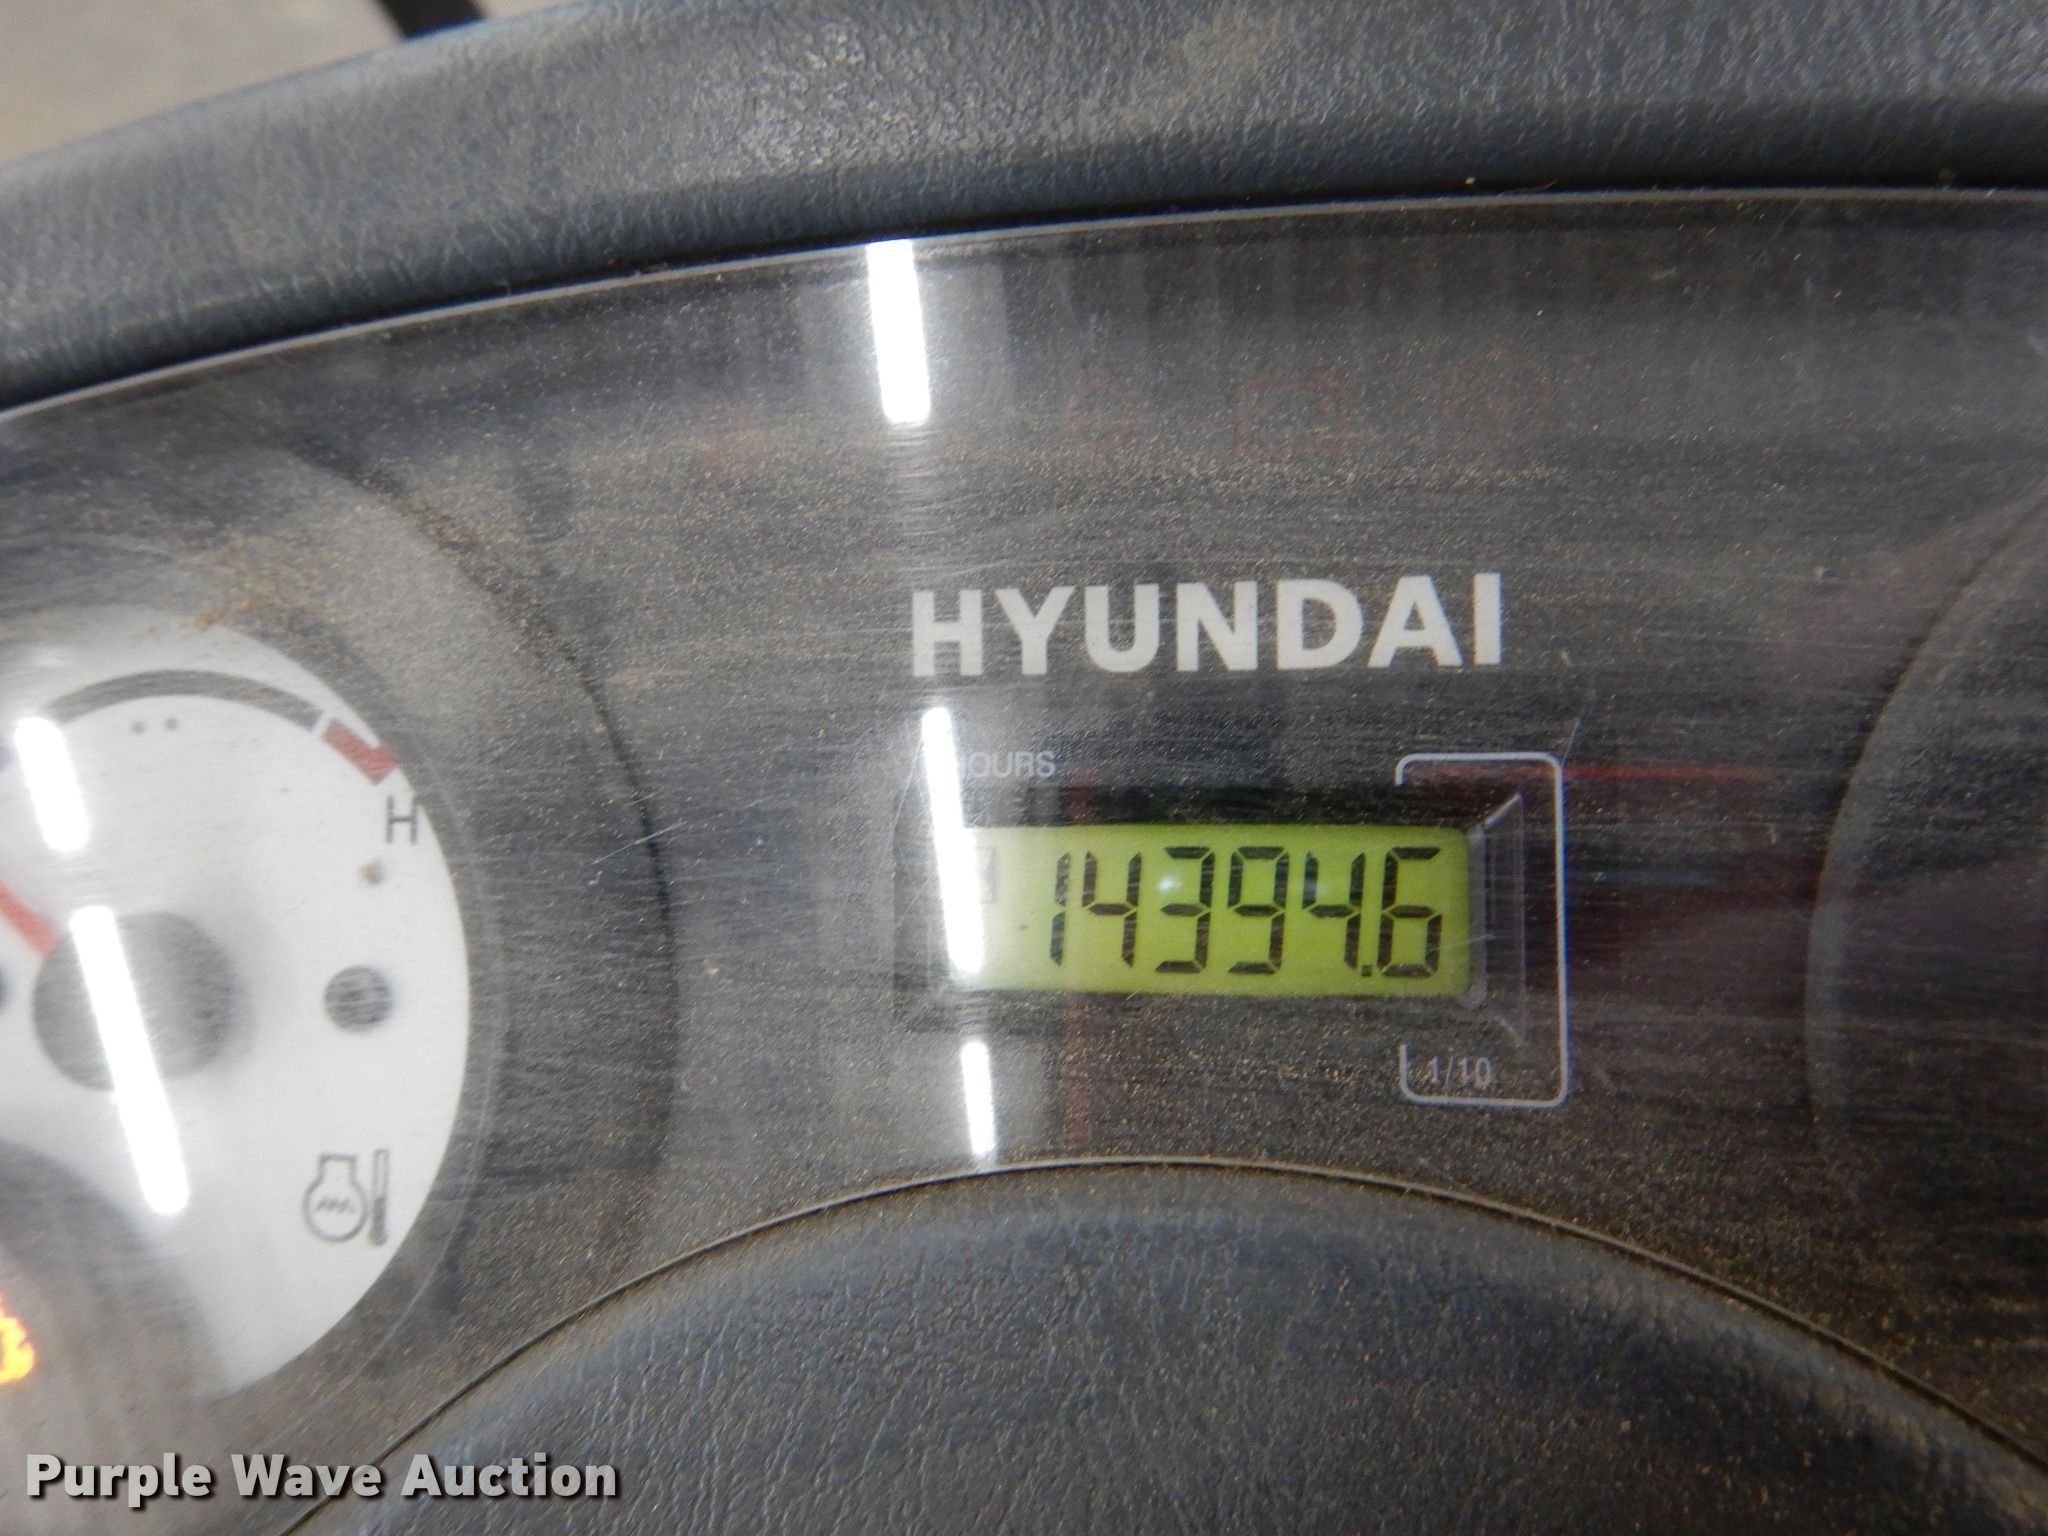 HYUNDAI
HOURS
H
14394.6
1/10
Purple Wave Auction